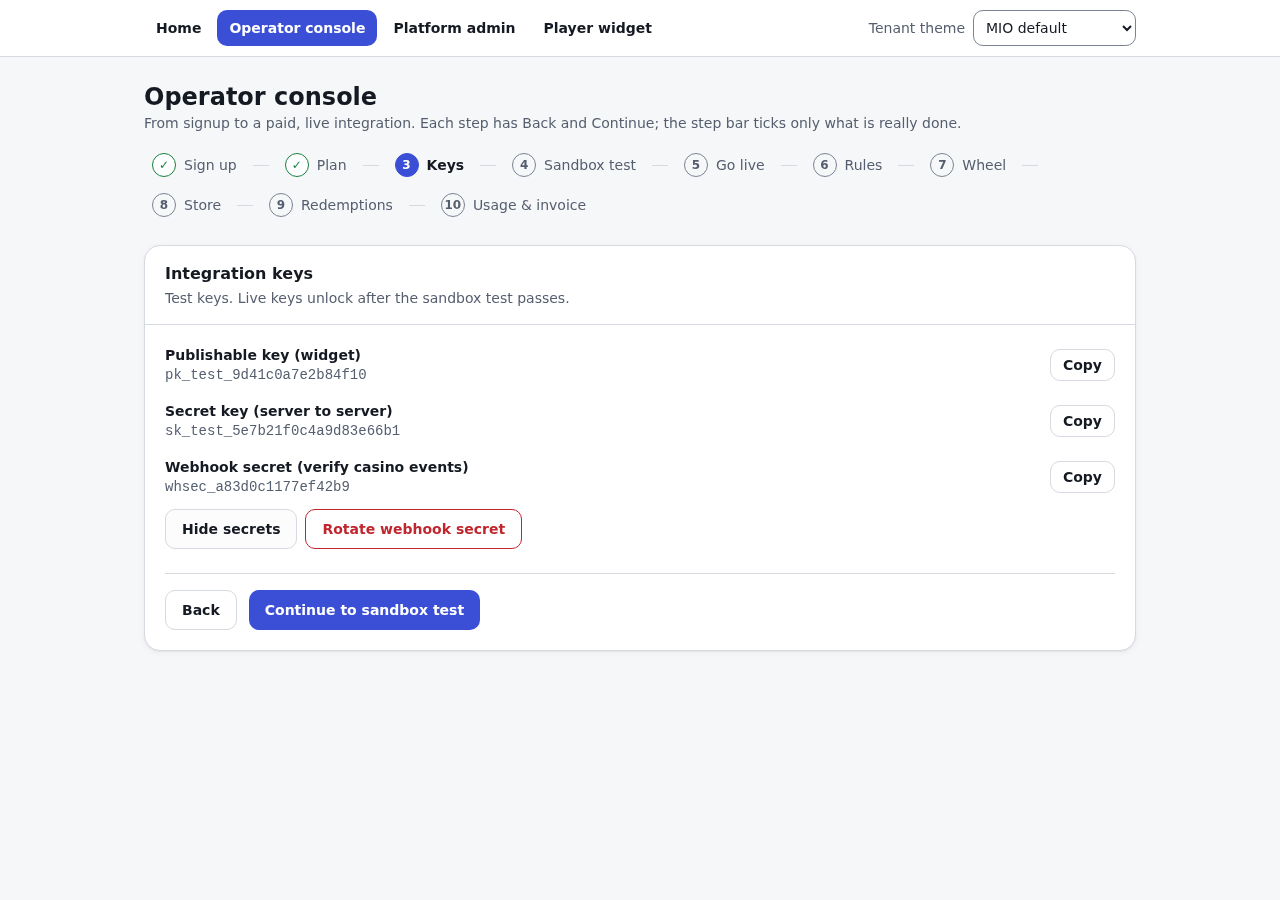 Home Operator console Platform admin Player widget Tenant theme MIO default
Operator console
From signup to a paid, live integration. Each step has Back and Continue; the step bar ticks only what is really done.
✓ Sign up ✓ Plan 3 Keys 4 Sandbox test 5 Go live 6 Rules 7 Wheel
8 Store 9 Redemptions 10 Usage & invoice
Integration keys
Test keys. Live keys unlock after the sandbox test passes.
Publishable key (widget)
pk_test_9d41c0a7e2b84f10
Copy
Secret key (server to server)
sk_test_5e7b21f0c4a9d83e66b1
Copy
Webhook secret (verify casino events)
whsec_a83d0c1177ef42b9
Copy
Hide secrets Rotate webhook secret
Back Continue to sandbox test